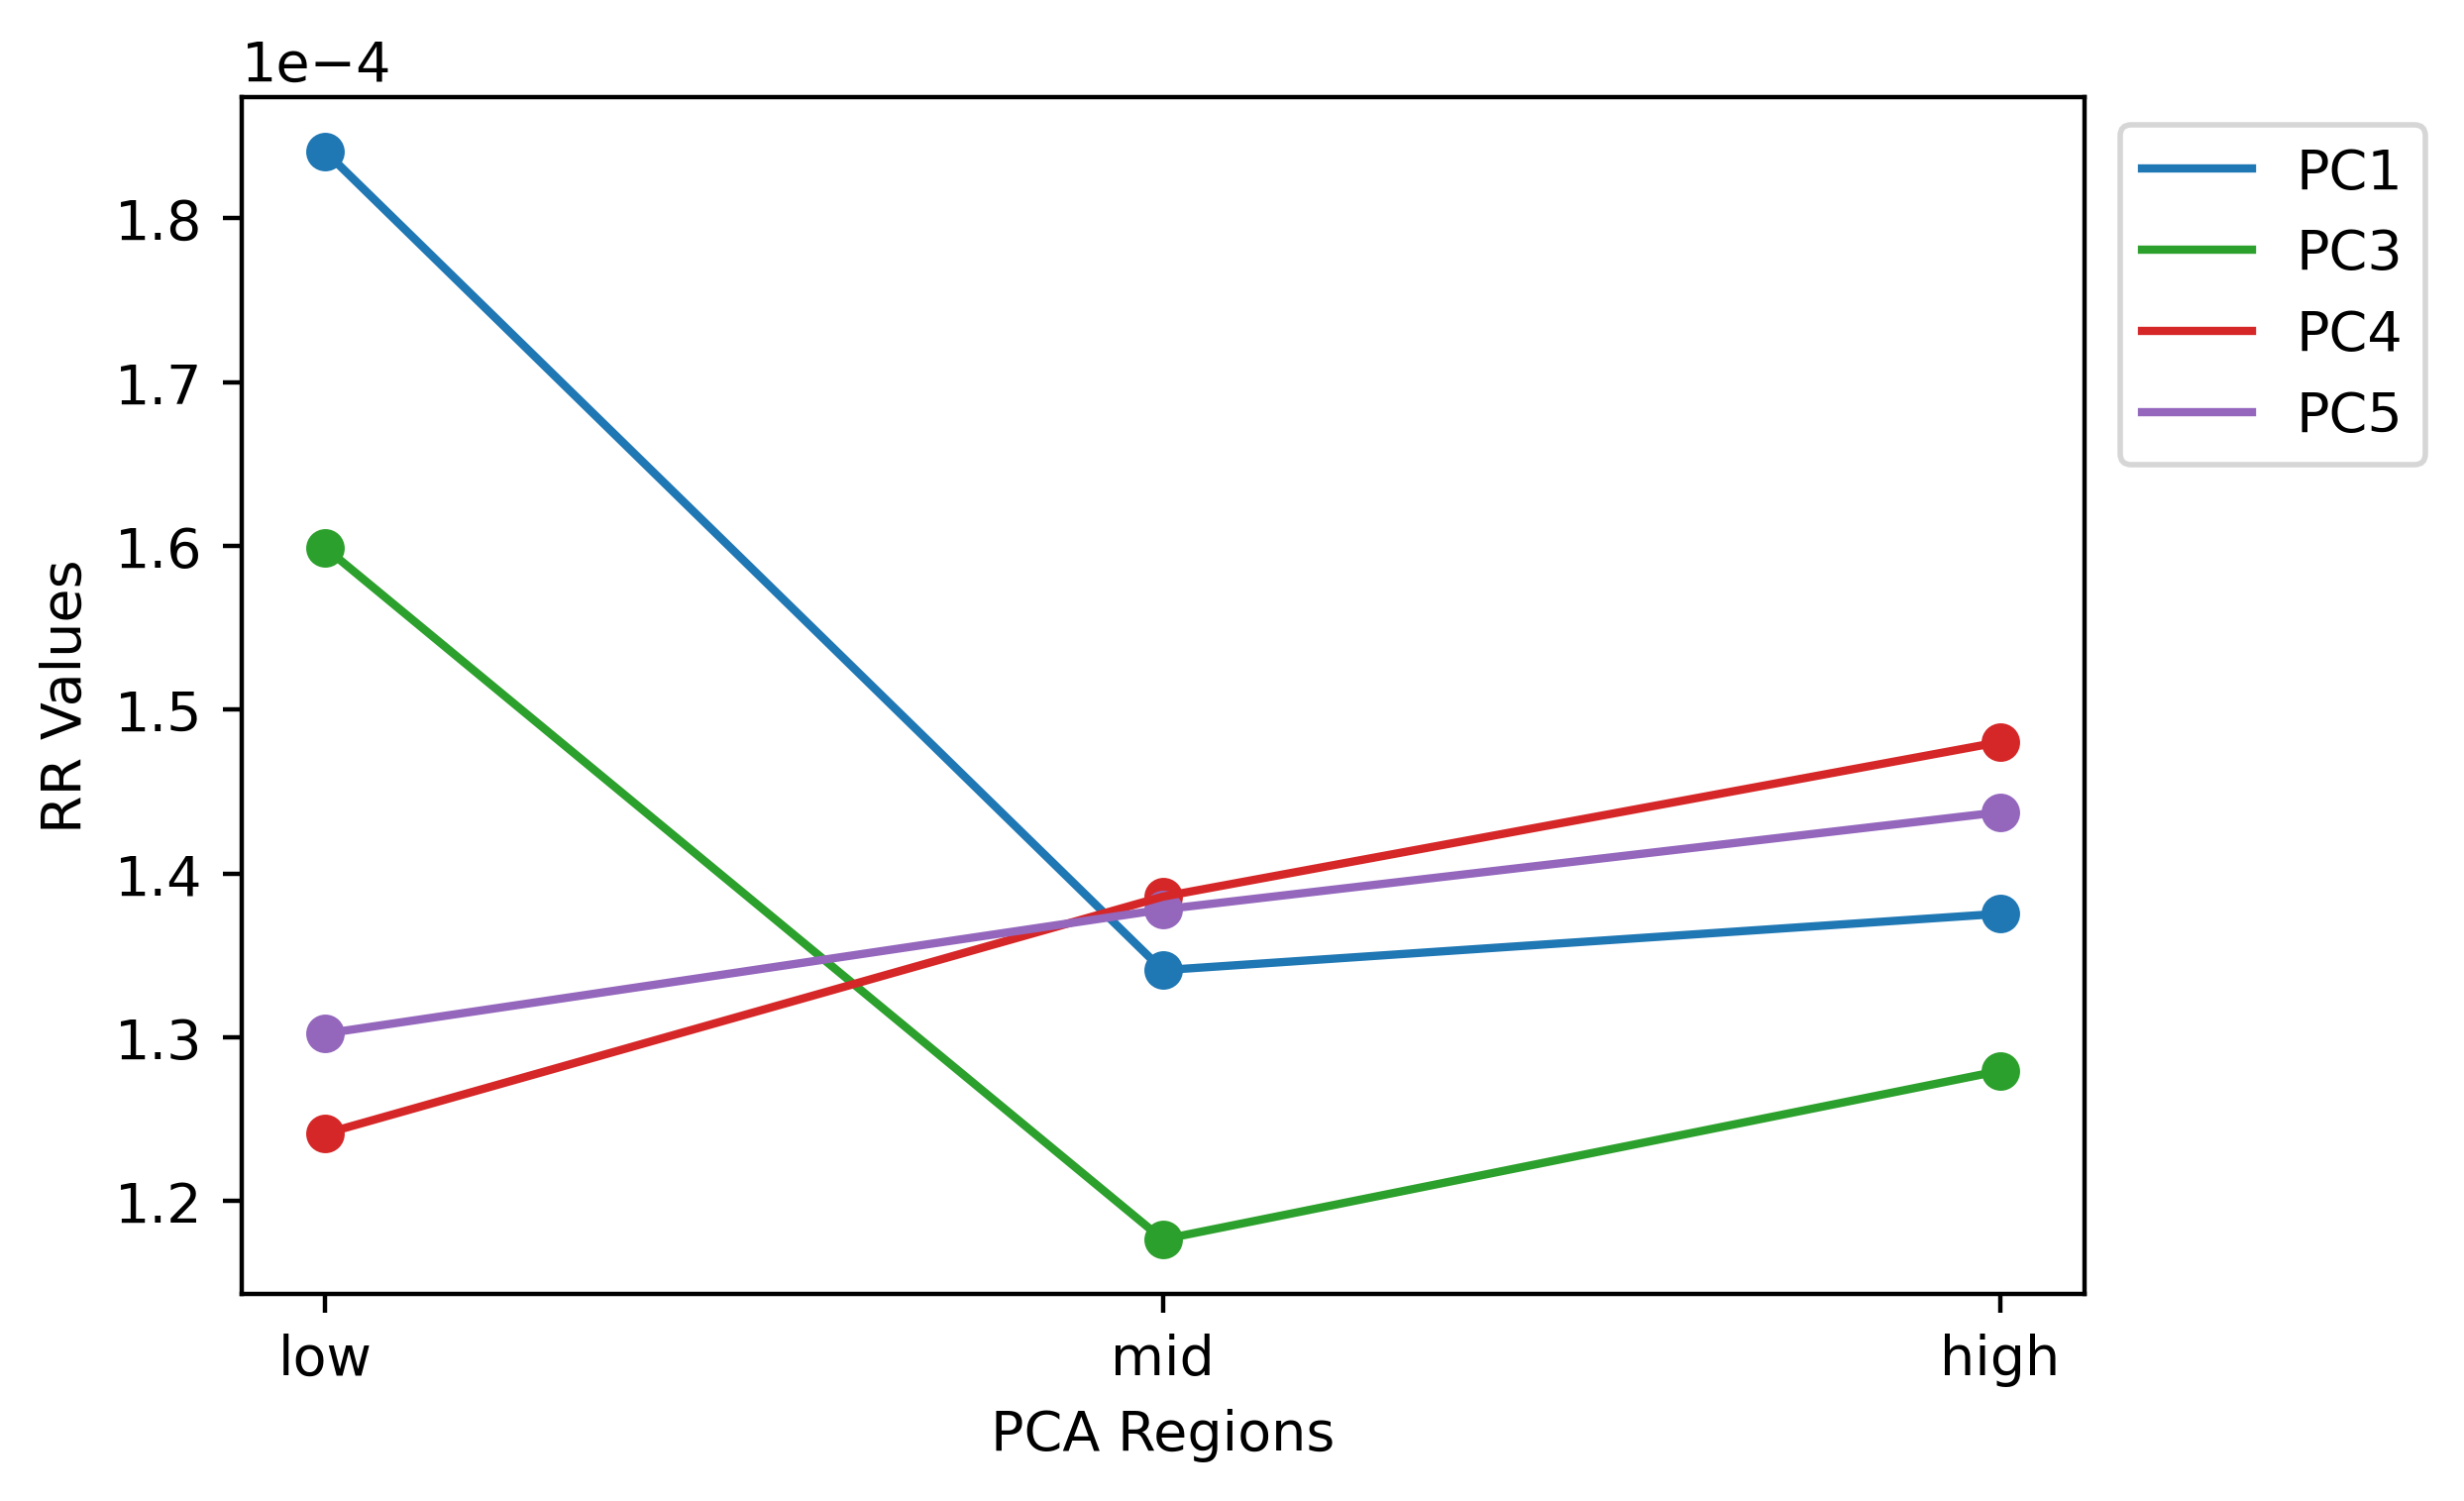 1e−4
1.8
1.7
1.6
1.5
1.4
1.3
1.2
RR Values
low
mid
high
PCA Regions
PC1
PC3
PC4
PC5